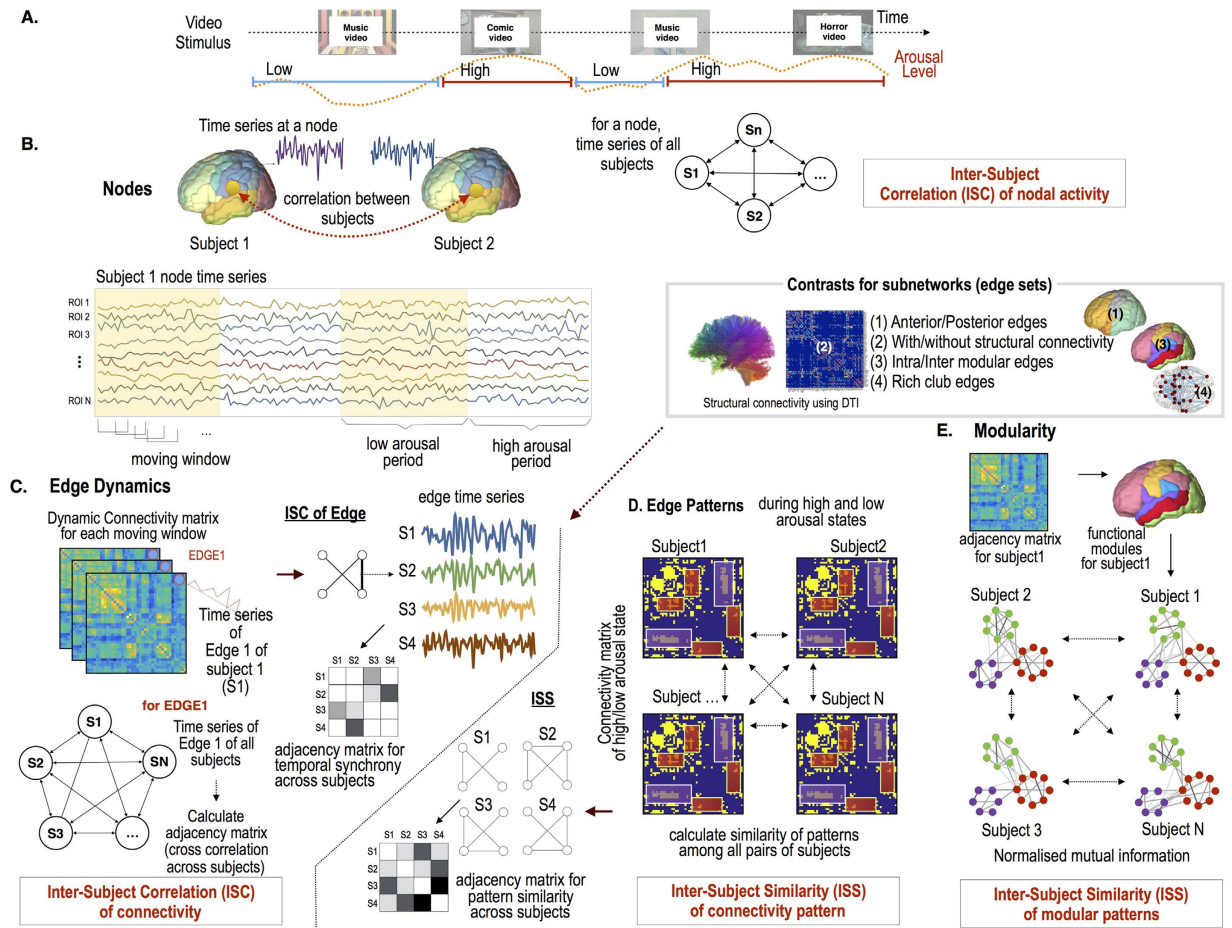 A.
Video
Stimulus
Music
video
Comic
video
Music
video
Horror
video
Time
Arousal
Level
Low
High
Low
High
B.
Time series at a node
Nodes
correlation between
subjects
Subject 1
Subject 2
for a node,
time series of all
subjects
Sn
S1
...
S2
Inter-Subject
Correlation (ISC) of nodal activity
Subject 1 node time series
ROI 1
ROI 2
ROI 3
ROI N
...
moving window
low arousal
period
high arousal
period
Contrasts for subnetworks (edge sets)
(2)
(1) Anterior/Posterior edges
(2) With/without structural connectivity
(3) Intra/Inter modular edges
(4) Rich club edges
(1)
(3)
(4)
Structural connectivity using DTI
C. Edge Dynamics
Dynamic Connectivity matrix
for each moving window
EDGE1
Time series
of
Edge 1 of
subject 1
(S1)
for EDGE1
Time series of
Edge 1 of all
subjects
Calculate
adjacency matrix
(cross correlation
across subjects)
S1
S2
SN
S3
...
Inter-Subject Correlation (ISC)
of connectivity
ISC of Edge
edge time series
S1
S2
S3
S4
S1 S2 S3 S4
S1
S2
S3
S4
adjacency matrix for
temporal synchrony
across subjects
ISS
S1
S2
S3
S4
S1 S2 S3 S4
S1
S2
S3
S4
adjacency matrix for
pattern similarity
across subjects
D. Edge Patterns
during high and low
arousal states
Connectivity matrix
of high/low arousal state
Subject1
Subject2
Subject ...
Subject N
calculate similarity of patterns
among all pairs of subjects
Inter-Subject Similarity (ISS)
of connectivity pattern
E. Modularity
adjacency matrix
for subject1
functional
modules
for subject1
Subject 2
Subject 1
Subject 3
Subject N
Normalised mutual information
Inter-Subject Similarity (ISS)
of modular patterns